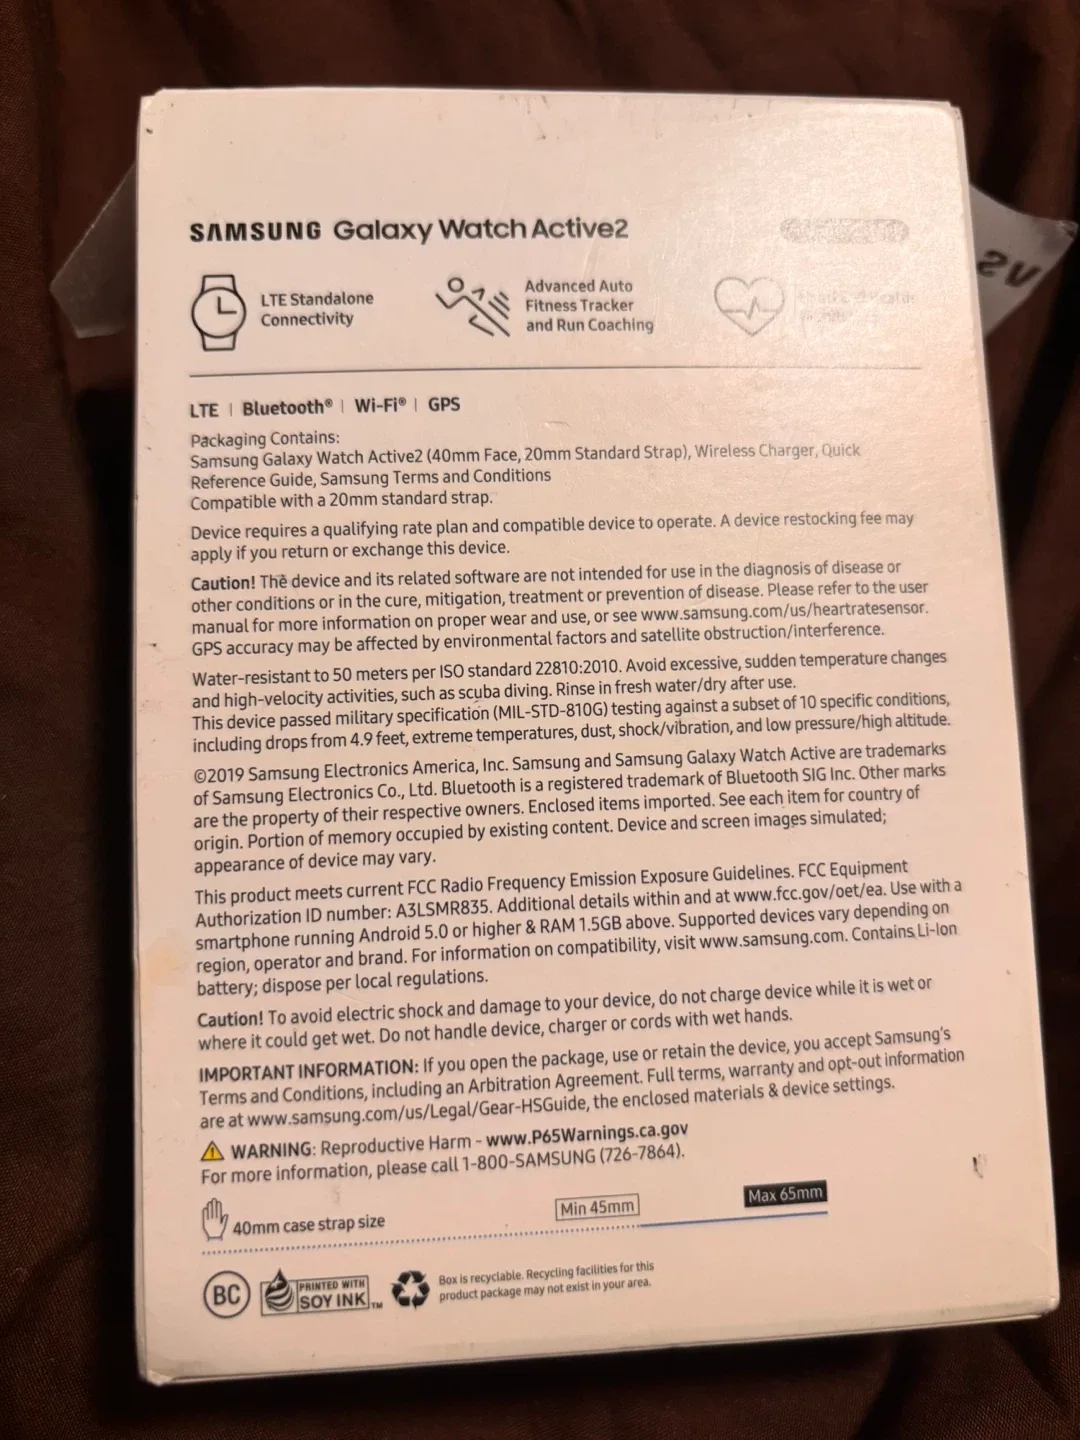 SAMSUNG Galaxy Watch Active2
LTE Standalone
Connectivity
Advanced Auto
Fitness Tracker
and Run Coaching
LTE | Bluetooth® | Wi-Fi® | GPS
Packaging Contains:
Samsung Galaxy Watch Active2 (40mm Face, 20mm Standard Strap), Wireless Charger, Quick
Reference Guide, Samsung Terms and Conditions
Compatible with a 20mm standard strap.
Device requires a qualifying rate plan and compatible device to operate. A device restocking fee may
apply if you return or exchange this device.
Caution! The device and its related software are not intended for use in the diagnosis of disease or
other conditions or in the cure, mitigation, treatment or prevention of disease. Please refer to the user
manual for more information on proper wear and use, or see www.samsung.com/us/heartratesensor.
GPS accuracy may be affected by environmental factors and satellite obstruction/interference.
Water-resistant to 50 meters per ISO standard 22810:2010. Avoid excessive, sudden temperature changes
and high-velocity activities, such as scuba diving. Rinse in fresh water/dry after use.
This device passed military specification (MIL-STD-810G) testing against a subset of 10 specific conditions,
including drops from 4.9 feet, extreme temperatures, dust, shock/vibration, and low pressure/high altitude.
©2019 Samsung Electronics America, Inc. Samsung and Samsung Galaxy Watch Active are trademarks
of Samsung Electronics Co., Ltd. Bluetooth is a registered trademark of Bluetooth SIG Inc. Other marks
are the property of their respective owners. Enclosed items imported. See each item for country of
origin. Portion of memory occupied by existing content. Device and screen images simulated;
appearance of device may vary.
This product meets current FCC Radio Frequency Emission Exposure Guidelines. FCC Equipment
Authorization ID number: A3LSMR835. Additional details within and at www.fcc.gov/oet/ea. Use with a
smartphone running Android 5.0 or higher & RAM 1.5GB above. Supported devices vary depending on
region, operator and brand. For information on compatibility, visit www.samsung.com. Contains Li-Ion
battery; dispose per local regulations.
Caution! To avoid electric shock and damage to your device, do not charge device while it is wet or
where it could get wet. Do not handle device, charger or cords with wet hands.
IMPORTANT INFORMATION: If you open the package, use or retain the device, you accept Samsung's
Terms and Conditions, including an Arbitration Agreement. Full terms, warranty and opt-out information
are at www.samsung.com/us/Legal/Gear-HSGuide, the enclosed materials & device settings.
WARNING: Reproductive Harm - www.P65Warnings.ca.gov
For more information, please call 1-800-SAMSUNG (726-7864).
40mm case strap size
Min 45mm
Max 65mm
BC
PRINTED WITH
SOY INK™
Box is recyclable. Recycling facilities for this
product package may not exist in your area.